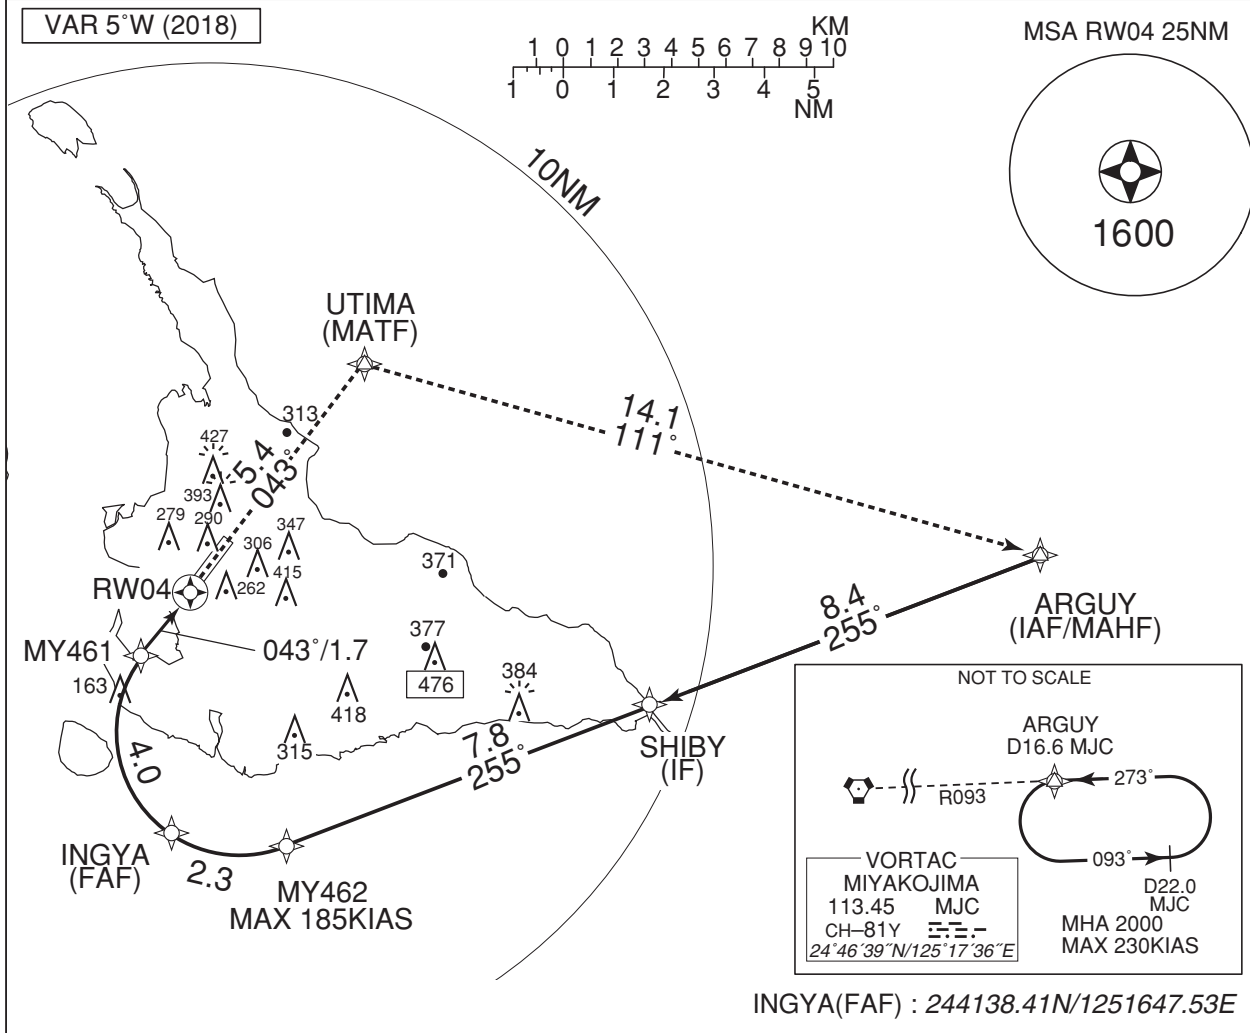 VAR 5°W (2018)
KM
1 0 1 2 3 4 5 6 7 8 9 10
1 0 1 2 3 4 5
NM
MSA RW04 25NM
1600
10NM
UTIMA
(MATF)
14.1
111°
313
427
5.4
043°
393
279
290
306
347
262
415
371
RW04
MY461
043°/1.7
163
377
476
384
418
315
8.4
255°
ARGUY
(IAF/MAHF)
SHIBY
(IF)
7.8
255°
4.0
INGYA
(FAF)
2.3
MY462
MAX 185KIAS
NOT TO SCALE
ARGUY
D16.6 MJC
R093
273°
093°
D22.0
MJC
VORTAC
MIYAKOJIMA
113.45 MJC
CH–81Y
24°46´39˝N/125°17´36˝E
MHA 2000
MAX 230KIAS
INGYA(FAF) : 244138.41N/1251647.53E